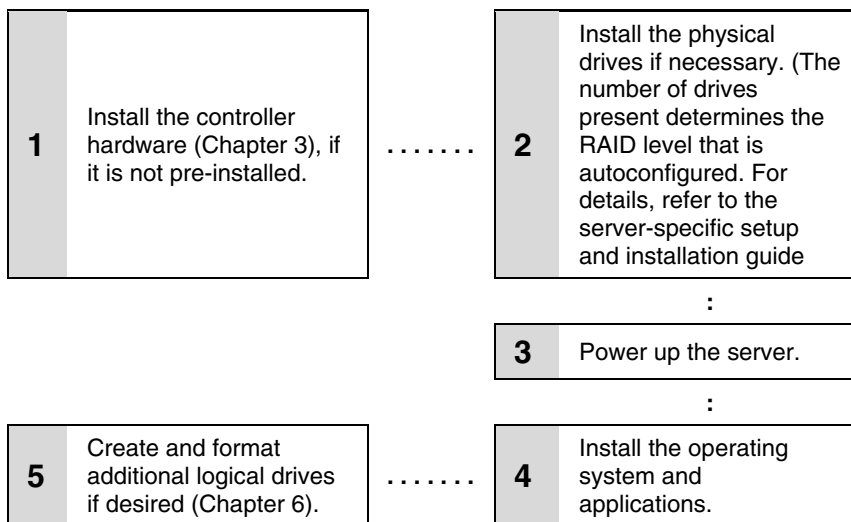 1
Install the controller
hardware (Chapter 3), if
it is not pre-installed.
.......
2
Install the physical
drives if necessary. (The
number of drives
present determines the
RAID level that is
autoconfigured. For
details, refer to the
server-specific setup
and installation guide
:
3
Power up the server.
:
4
Install the operating
system and
applications.
.......
5
Create and format
additional logical drives
if desired (Chapter 6).